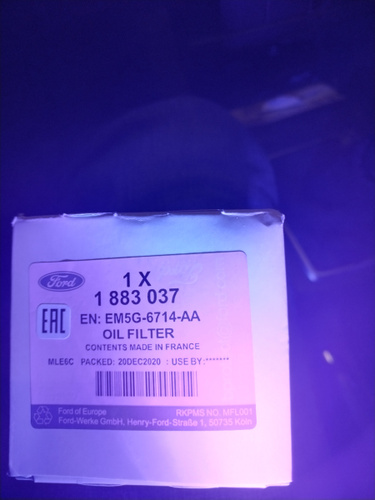 Ford
1 X
1 883 037
EAC
EN: EM5G-6714-AA
OIL FILTER
CONTENTS MADE IN FRANCE
MLE6C PACKED: 20DEC2020 : USE BY:*******
Ford of Europe RKPMS NO. MFL001
Ford-Werke GmbH, Henry-Ford-Straße 1, 50735 Köln